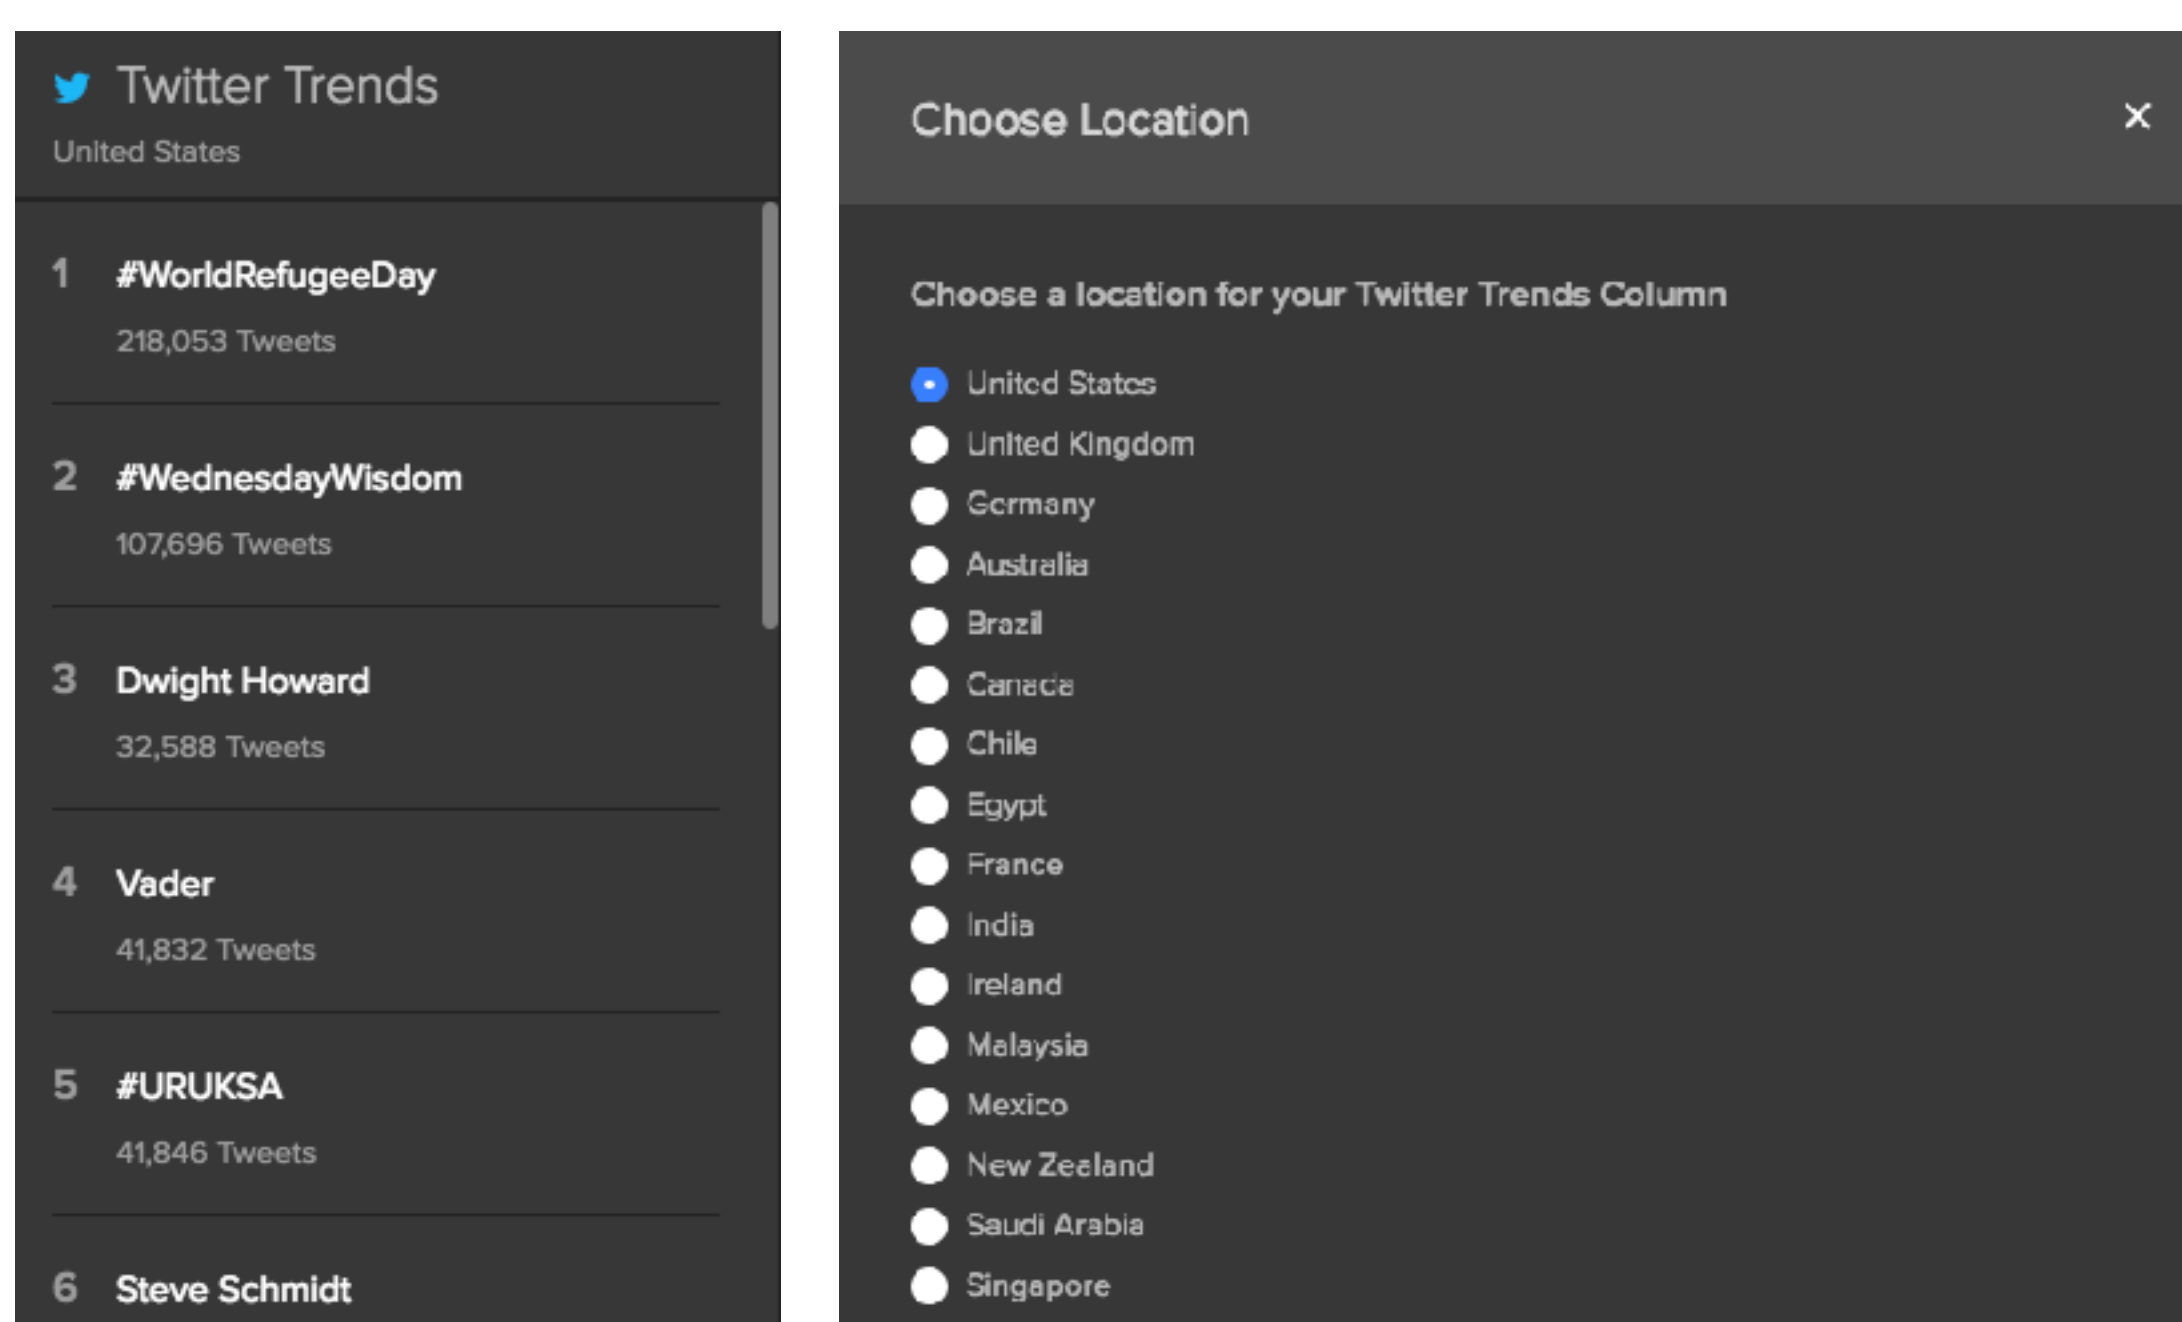 Twitter Trends
United States
1 #WorldRefugeeDay
218,053 Tweets
2 #WednesdayWisdom
107,696 Tweets
3 Dwight Howard
32,588 Tweets
4 Vader
41,832 Tweets
5 #URUKSA
41,846 Tweets
6 Steve Schmidt
Choose Location
Choose a location for your Twitter Trends Column
United States
United Kingdom
Germany
Australia
Brazil
Canada
Chile
Egypt
France
India
Ireland
Malaysia
Mexico
New Zealand
Saudi Arabia
Singapore